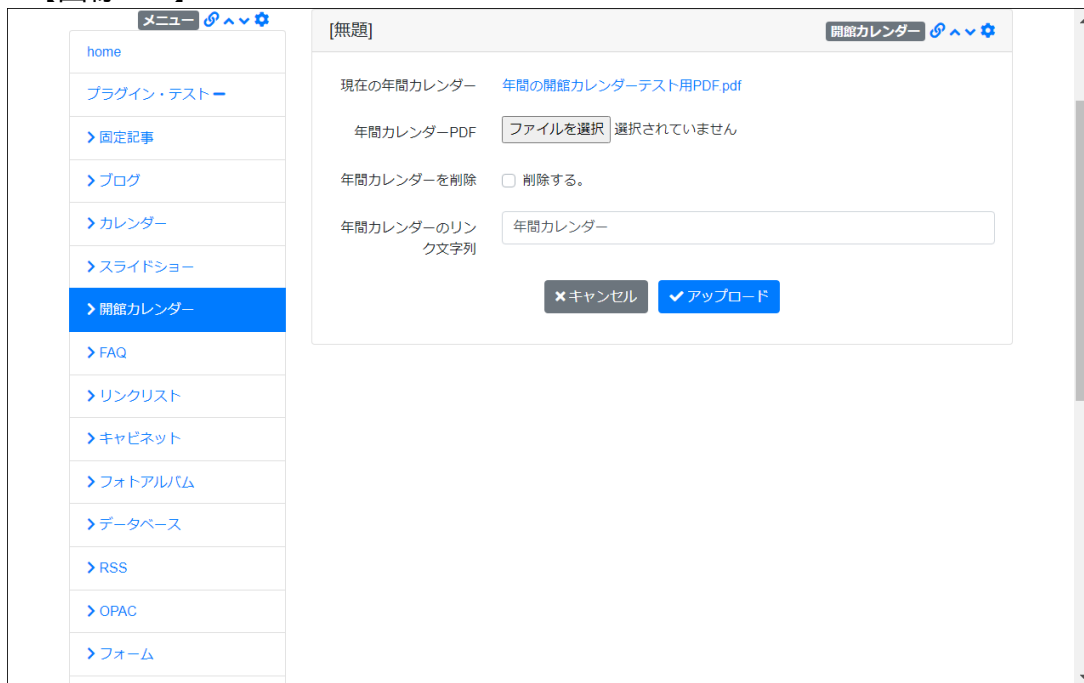 メニュー
home
プラグイン・テスト
固定記事
ブログ
カレンダー
スライドショー
開館カレンダー
FAQ
リンクリスト
キャビネット
フォトアルバム
データベース
RSS
OPAC
フォーム
[無題]
開館カレンダー
現在の年間カレンダー 年間の開館カレンダーテスト用PDF.pdf
年間カレンダーPDF ファイルを選択 選択されていません
年間カレンダーを削除 削除する。
年間カレンダーのリン
ク文字列
年間カレンダー
キャンセル アップロード